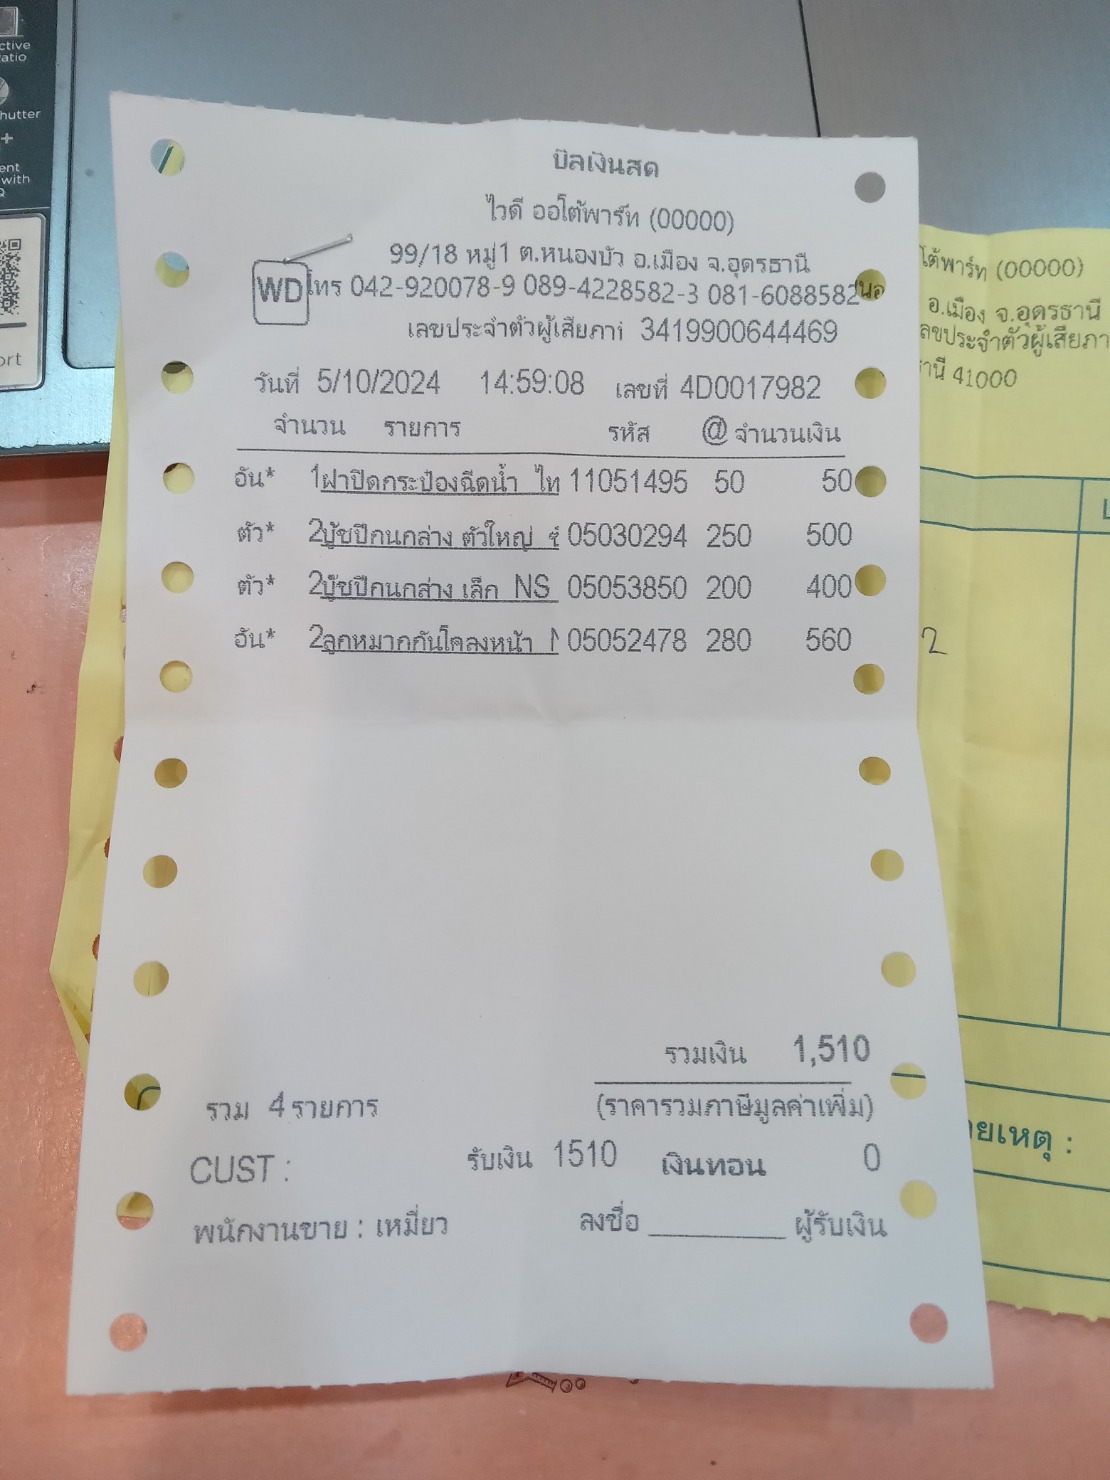 บิลเงินสด
ไวดี ออโต้พาร์ท (00000)
99/18 หมู่1 ต.หนองบัว อ.เมือง จ.อุดรธานี
WD โทร 042-920078-9 089-4228582-3 081-6088582
เลขประจำตัวผู้เสียภาษี 3419900644469
วันที่ 5/10/2024 14:59:08 เลขที่ 4D0017982
จำนวน รายการ รหัส @ จำนวนเงิน
อัน* 1 ฝาปิดกระป๋องฉีดน้ำ ไท 11051495 50 50
ตัว* 2 บู๊ชปีกนกล่าง ตัวใหญ่ 05030294 250 500
ตัว* 2 บู๊ชปีกนกล่าง เล็ก NS 05053850 200 400
อัน* 2 ลูกหมากกันโคลงหน้า 05052478 280 560
รวมเงิน 1,510
รวม 4 รายการ (ราคารวมภาษีมูลค่าเพิ่ม)
CUST : รับเงิน 1510 เงินทอน 0
พนักงานขาย : เหมี่ยว ลงชื่อ ผู้รับเงิน
โต้พาร์ท (00000)
อ.เมือง จ.อุดรธานี
ลขประจำตัวผู้เสียภา
านี 41000
2
ยเหตุ :
ctive
atio
hutter
+
ent
with
Q
ort